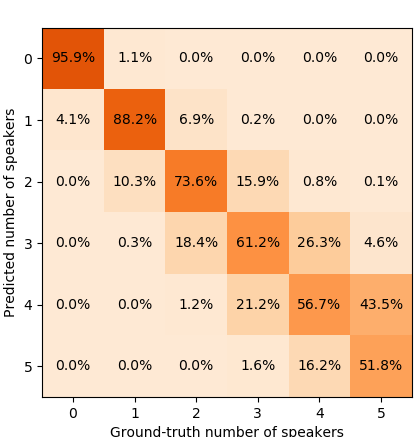 Predicted number of speakers
0 95.9% 1.1% 0.0% 0.0% 0.0% 0.0%
1 4.1% 88.2% 6.9% 0.2% 0.0% 0.0%
2 0.0% 10.3% 73.6% 15.9% 0.8% 0.1%
3 0.0% 0.3% 18.4% 61.2% 26.3% 4.6%
4 0.0% 0.0% 1.2% 21.2% 56.7% 43.5%
5 0.0% 0.0% 0.0% 1.6% 16.2% 51.8%
0 1 2 3 4 5
Ground-truth number of speakers